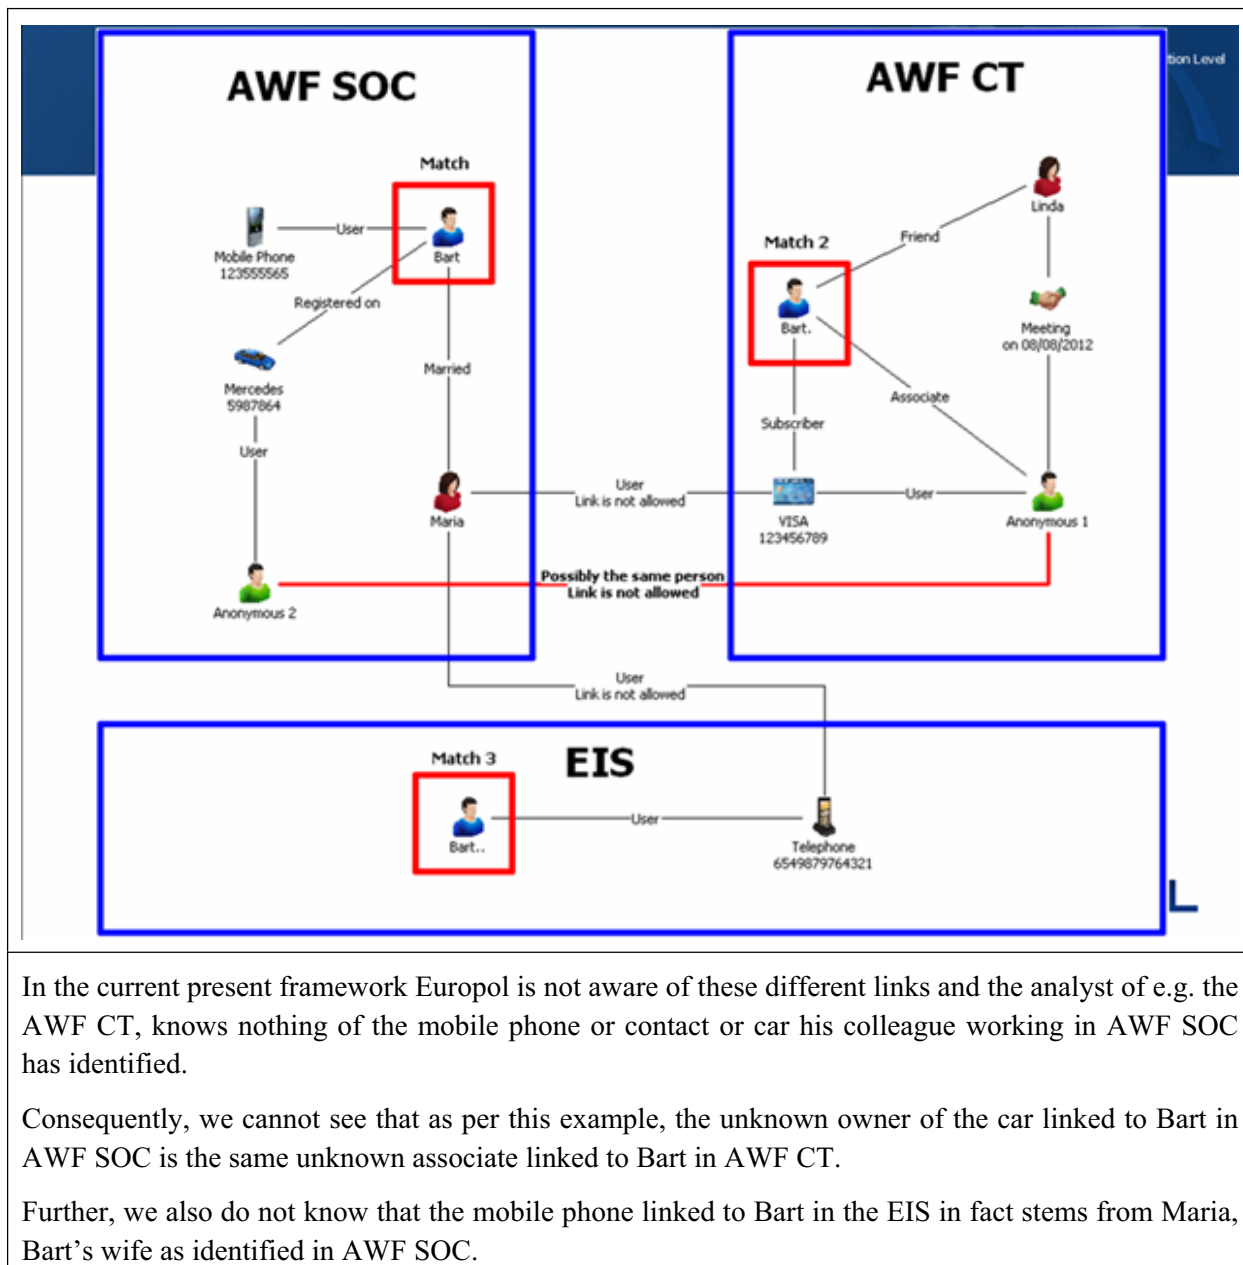 AWF SOC
AWF CT
tion Level
Match
User
Mobile Phone
123555565
Bart
Registered on
Mercedes
5987864
Married
User
Maria
Anonymous 2
Linda
Friend
Match 2
Bart.
Meeting
on 08/08/2012
Associate
Subscriber
User
Link is not allowed
VISA
123456789
User
Anonymous 1
Possibly the same person
Link is not allowed
User
Link is not allowed
EIS
Match 3
Bart..
User
Telephone
6549879764321
L
In the current present framework Europol is not aware of these different links and the analyst of e.g. the
AWF CT, knows nothing of the mobile phone or contact or car his colleague working in AWF SOC
has identified.
Consequently, we cannot see that as per this example, the unknown owner of the car linked to Bart in
AWF SOC is the same unknown associate linked to Bart in AWF CT.
Further, we also do not know that the mobile phone linked to Bart in the EIS in fact stems from Maria,
Bart's wife as identified in AWF SOC.